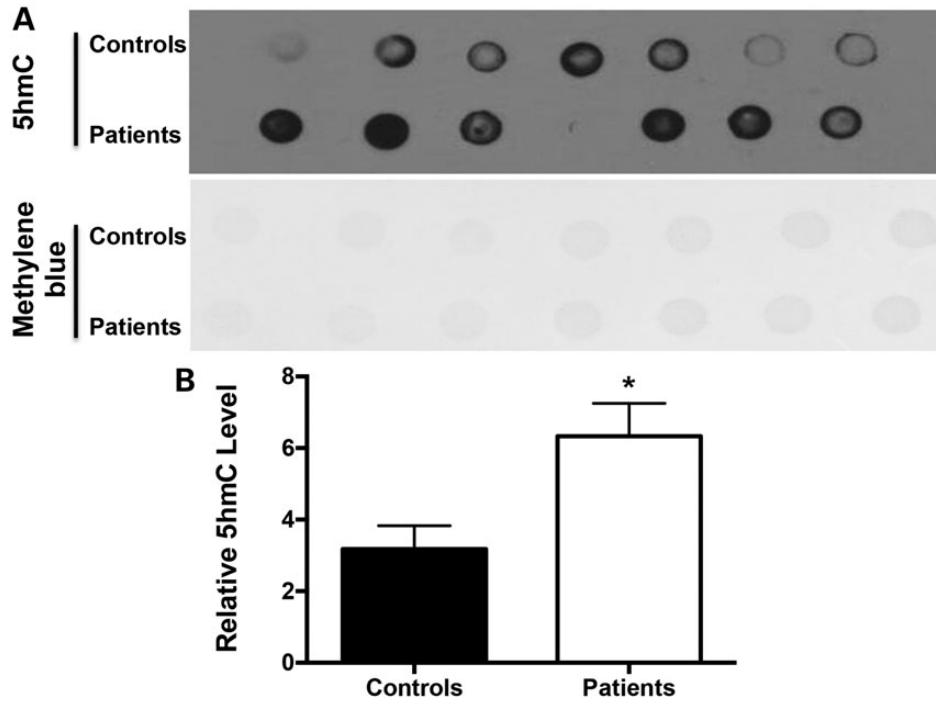 A
5hmC
Controls
Patients
Methylene
blue
Controls
Patients
B
Relative 5hmC Level
8
6
4
2
0
*
Controls
Patients